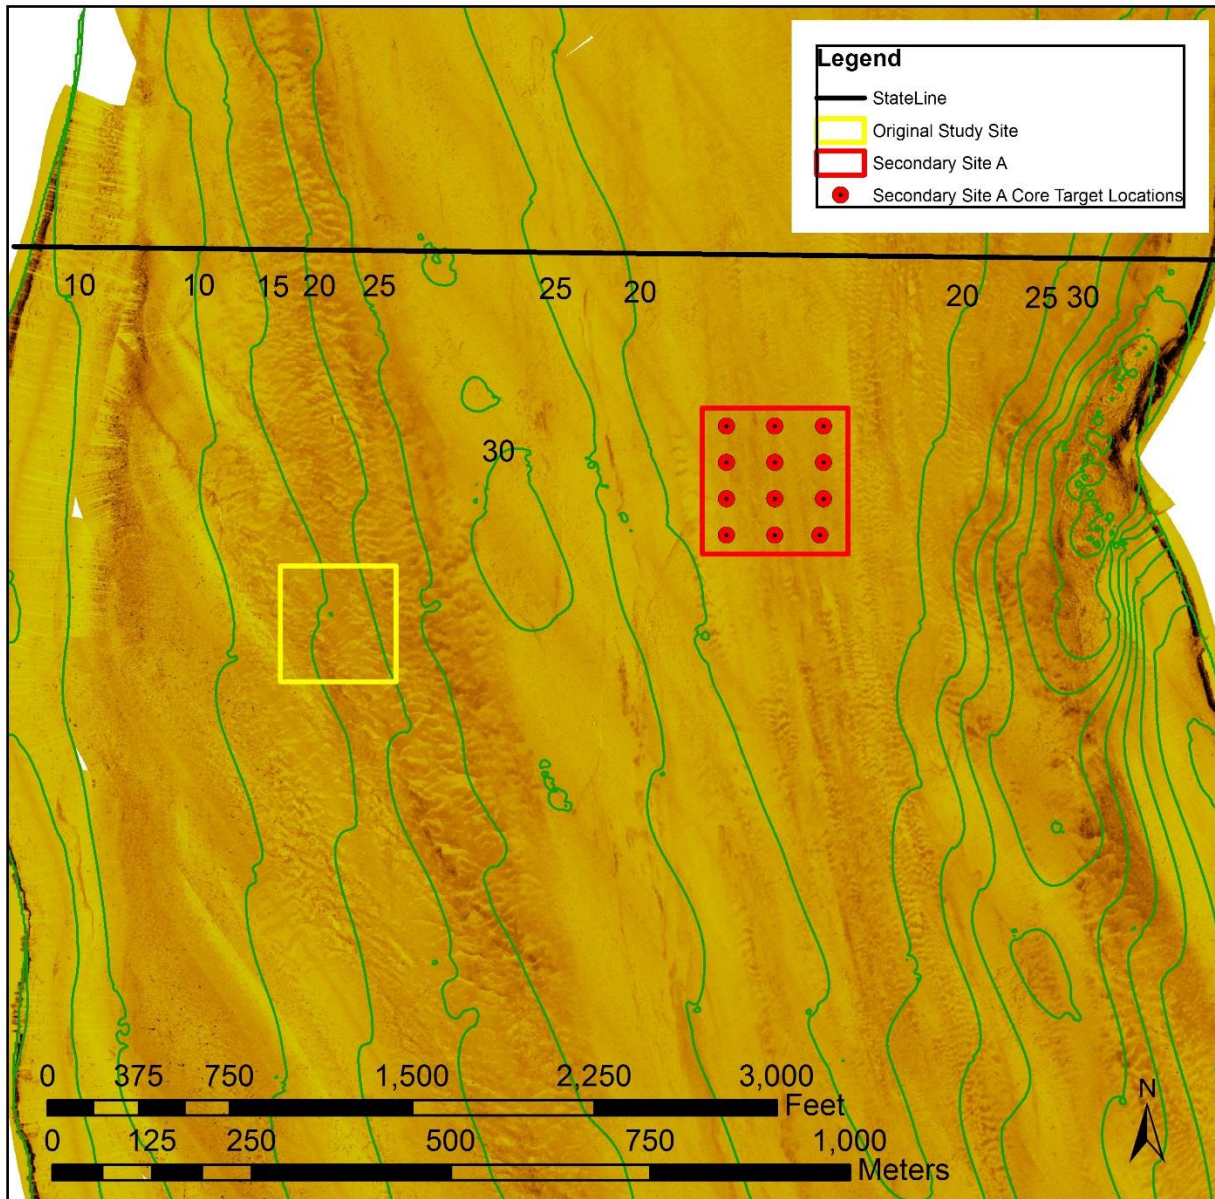 Legend
StateLine
Original Study Site
Secondary Site A
Secondary Site A Core Target Locations
10 10 15 20 25 25 20 20 25 30
30
0 375 750 1,500 2,250 3,000
Feet
0 125 250 500 750 1,000
Meters
N